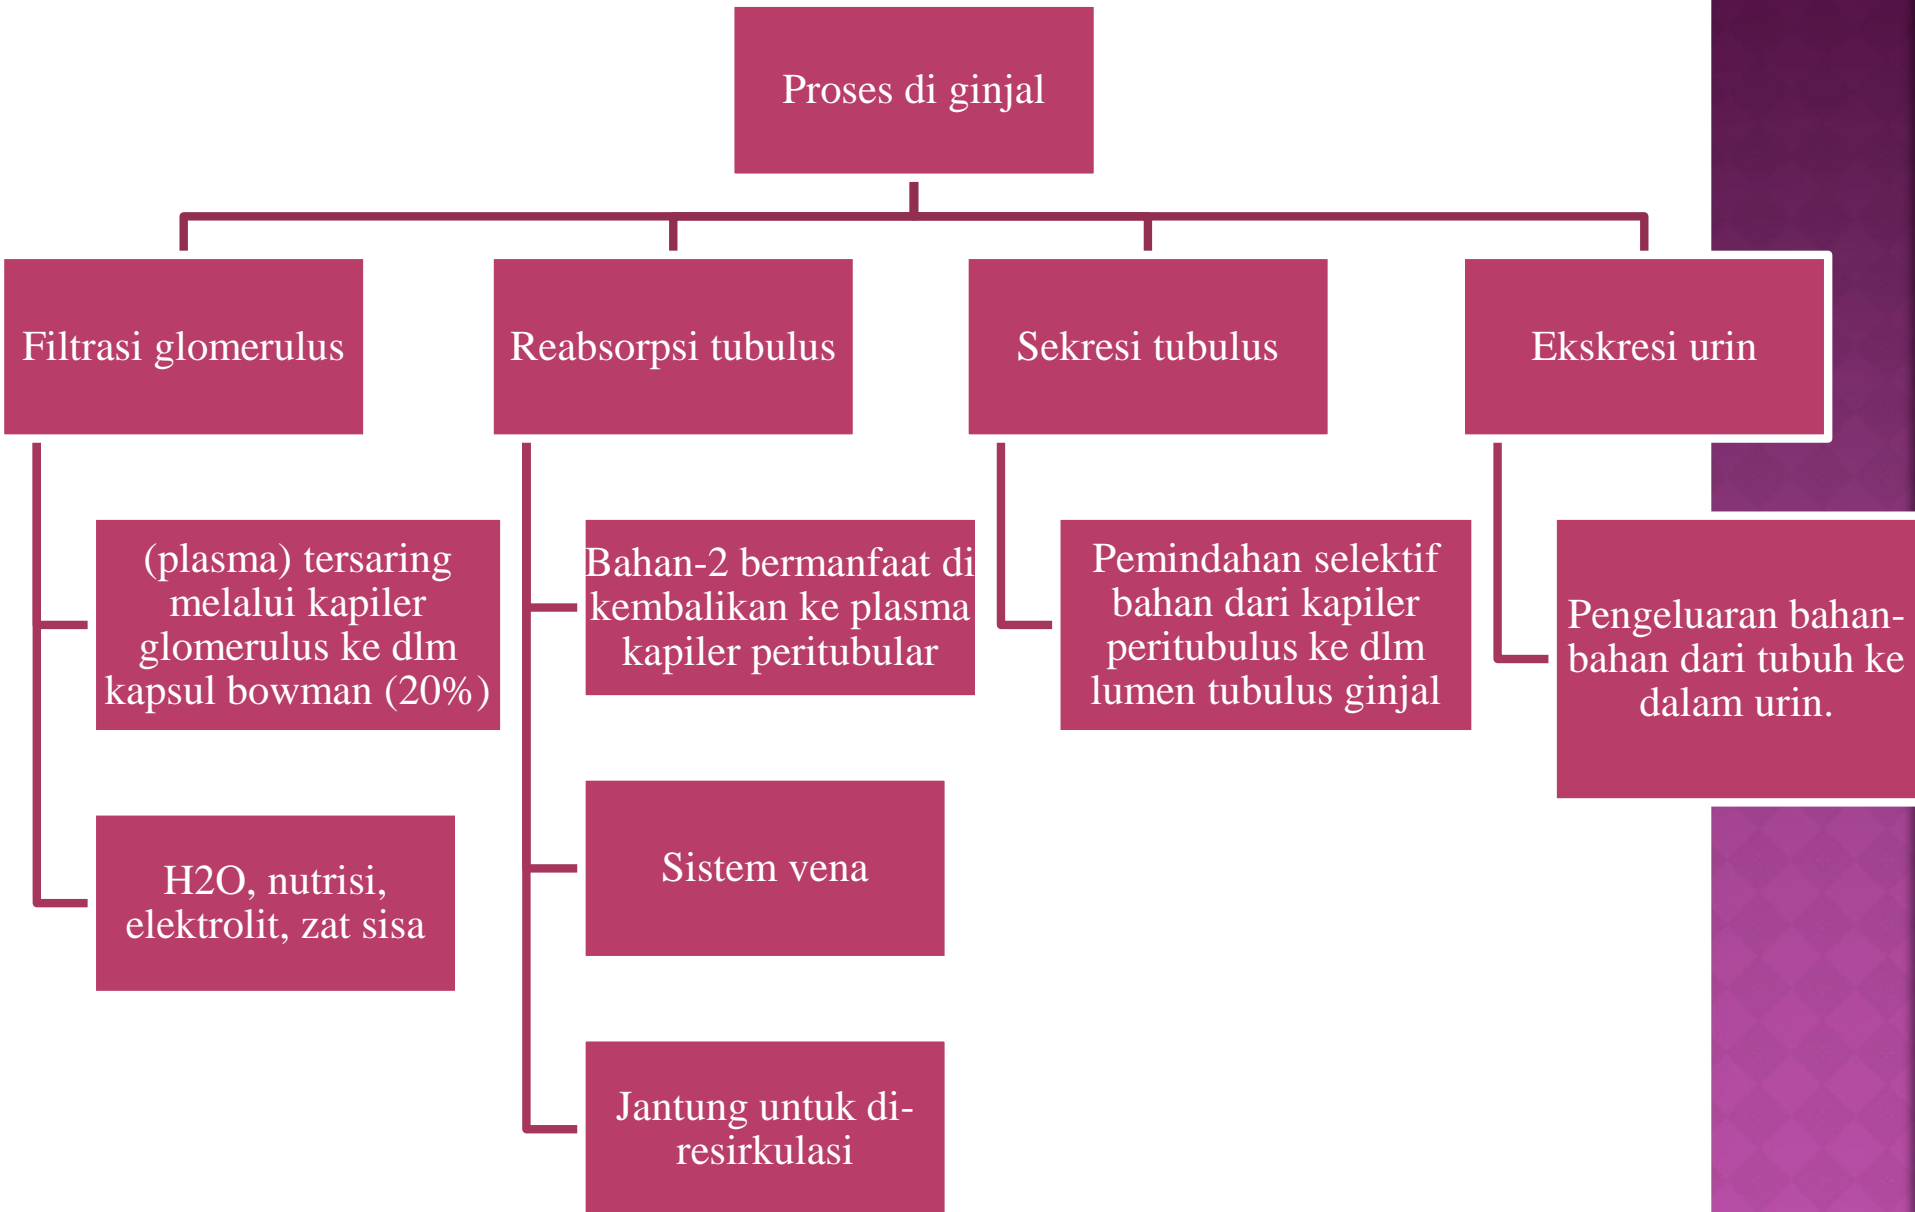 Proses di ginjal
Filtrasi glomerulus
(plasma) tersaring
melalui kapiler
glomerulus ke dlm
kapsul bowman (20%)
H2O, nutrisi,
elektrolit, zat sisa
Reabsorpsi tubulus
Bahan-2 bermanfaat di
kembalikan ke plasma
kapiler peritubular
Sistem vena
Jantung untuk di-
resirkulasi
Sekresi tubulus
Pemindahan selektif
bahan dari kapiler
peritubulus ke dlm
lumen tubulus ginjal
Ekskresi urin
Pengeluaran bahan-
bahan dari tubuh ke
dalam urin.